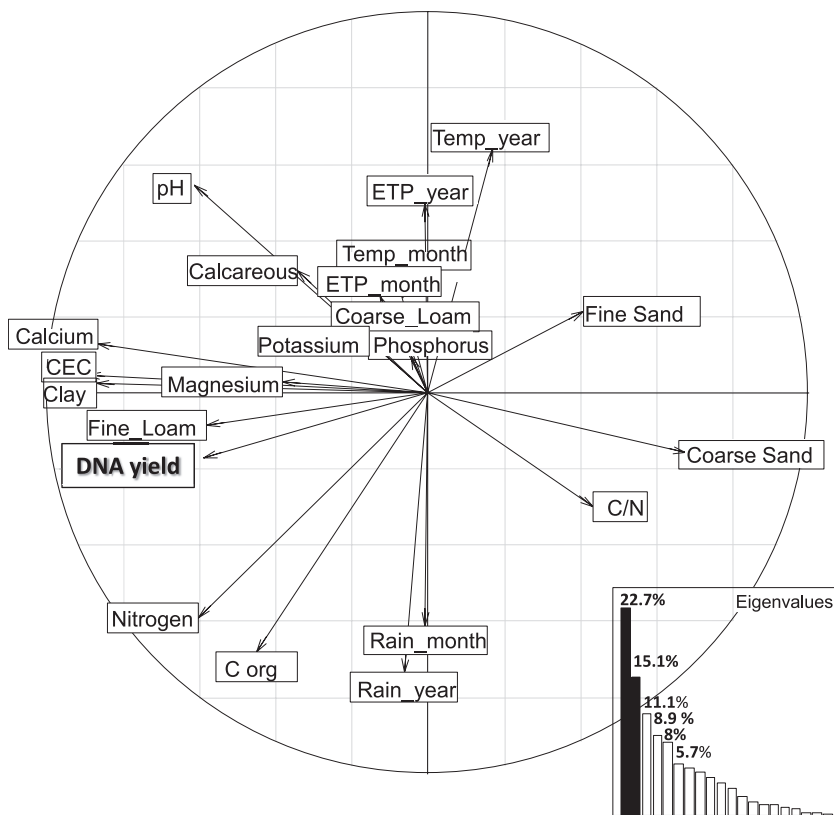 Temp_year
pH
ETP_year
Temp_month
Calcareous
ETP_month
Fine Sand
Coarse_Loam
Calcium
Potassium
Phosphorus
CEC
Magnesium
Clay
Fine_Loam
Coarse Sand
DNA yield
C/N
Nitrogen
Rain_month
C org
Rain_year
Eigenvalues
22.7%
15.1%
11.1%
8.9 %
8%
5.7%